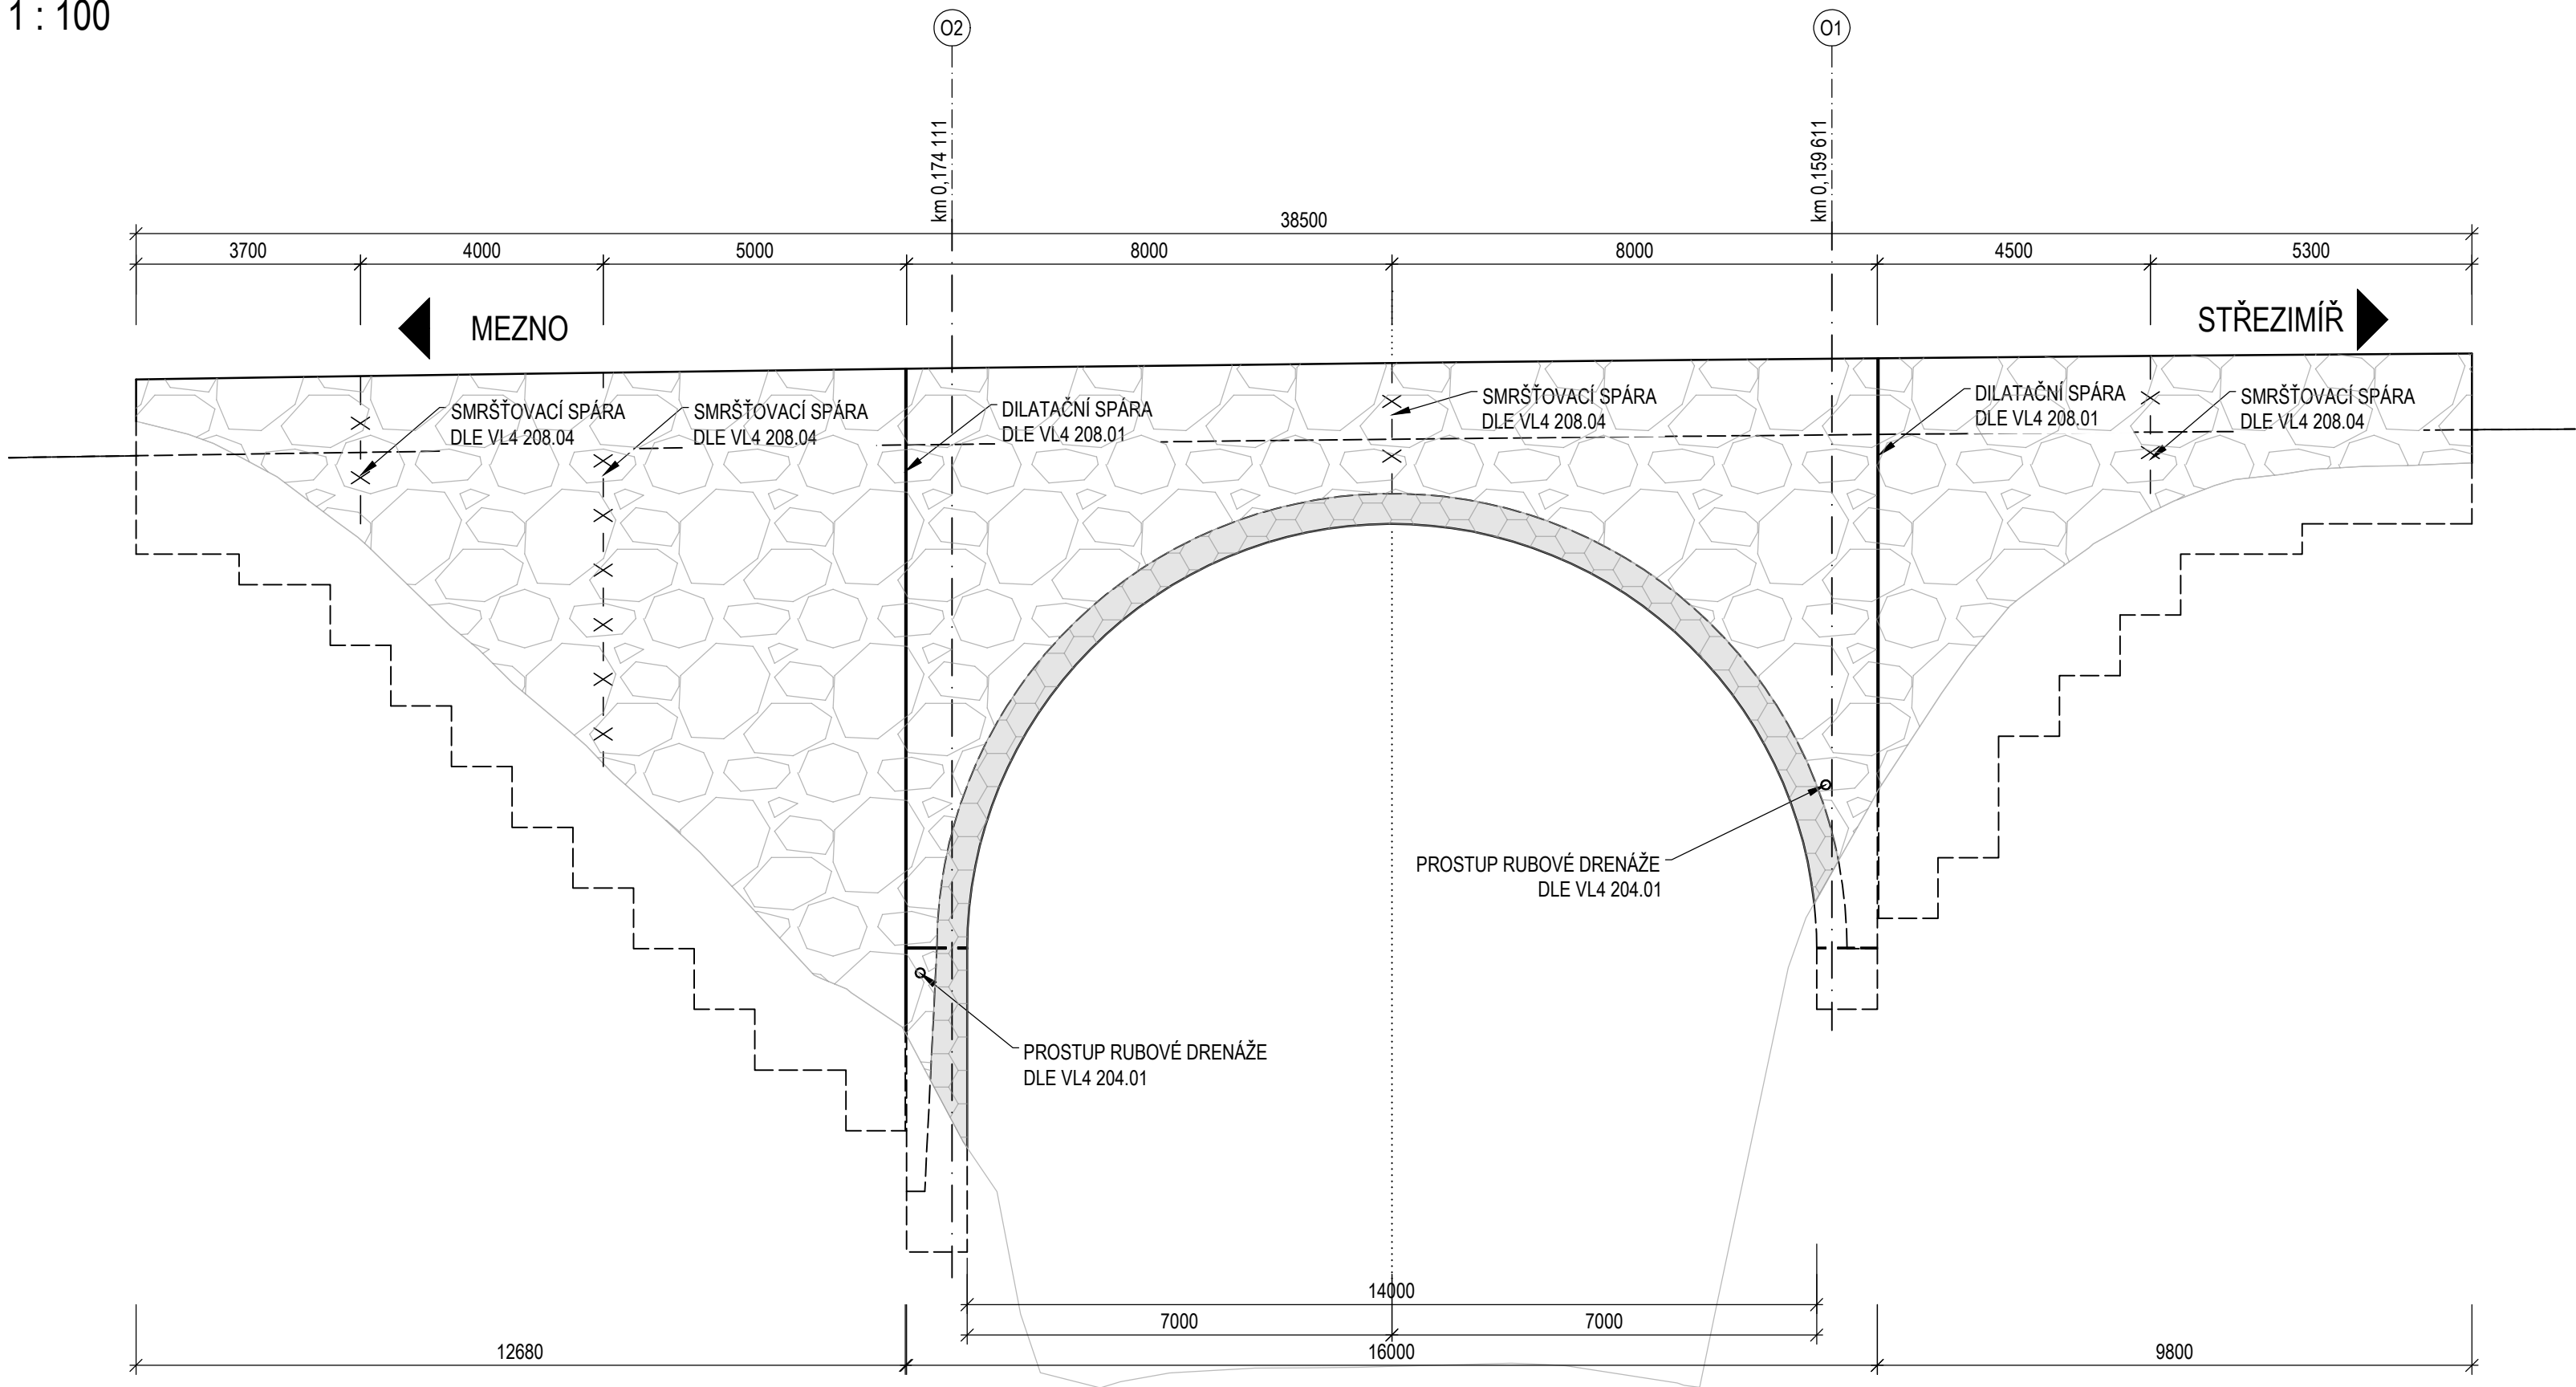 1 : 100
O2
O1
km 0,174 111
km 0,159 611
38500
3700
4000
5000
8000
8000
4500
5300
MEZNO
STŘEZIMÍŘ
SMRŠŤOVACÍ SPÁRA
DLE VL4 208.04
SMRŠŤOVACÍ SPÁRA
DLE VL4 208.04
DILATAČNÍ SPÁRA
DLE VL4 208.01
SMRŠŤOVACÍ SPÁRA
DLE VL4 208.04
DILATAČNÍ SPÁRA
DLE VL4 208.01
SMRŠŤOVACÍ SPÁRA
DLE VL4 208.04
PROSTUP RUBOVÉ DRENÁŽE
DLE VL4 204.01
PROSTUP RUBOVÉ DRENÁŽE
DLE VL4 204.01
14000
7000
7000
12680
16000
9800